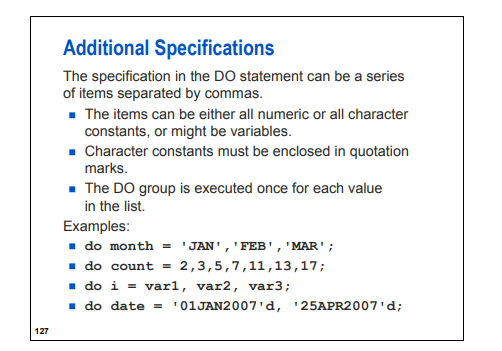 Additional Specifications
The specification in the DO statement can be a series
of items separated by commas.
■ The items can be either all numeric or all character
constants, or might be variables.
■ Character constants must be enclosed in quotation
marks.
■ The DO group is executed once for each value
in the list.
Examples:
■ do month = 'JAN','FEB','MAR';
■ do count = 2,3,5,7,11,13,17;
■ do i = var1, var2, var3;
■ do date = '01JAN2007'd, '25APR2007'd;
127